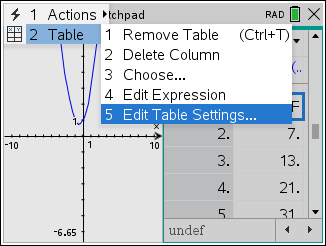 1 Actions
tchpad
RAD
2 Table
1 Remove Table (Ctrl+T)
2 Delete Column
3 Choose...
4 Edit Expression
5 Edit Table Settings...
2. 7.
3. 13.
4. 21.
5. 31.
1
-10
10
-6.65
undef